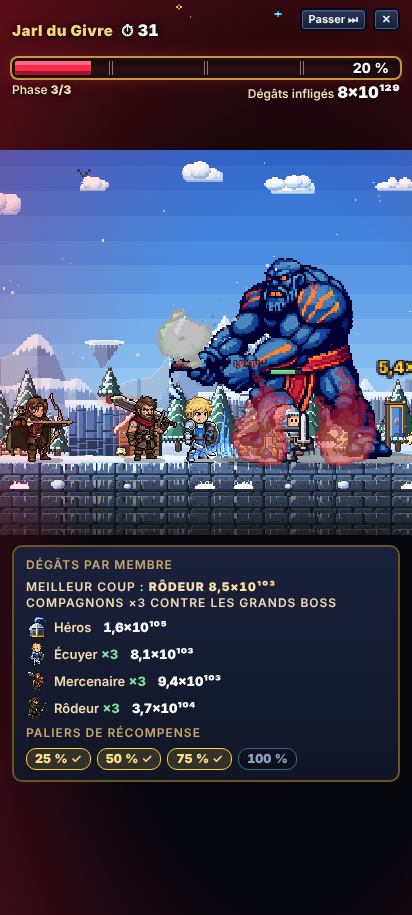 Jarl du Givre ⏱ 31
Passer ⏭ ✕
20 %
Phase 3/3
Dégâts infligés 8×10¹²⁹
5,4×
DÉGÂTS PAR MEMBRE
MEILLEUR COUP : RÔDEUR 8,5×10¹⁰³
COMPAGNONS ×3 CONTRE LES GRANDS BOSS
Héros 1,6×10¹⁰⁵
Écuyer ×3 8,1×10¹⁰³
Mercenaire ×3 9,4×10¹⁰³
Rôdeur ×3 3,7×10¹⁰⁴
PALIERS DE RÉCOMPENSE
25 % ✓ 50 % ✓ 75 % ✓ 100 %